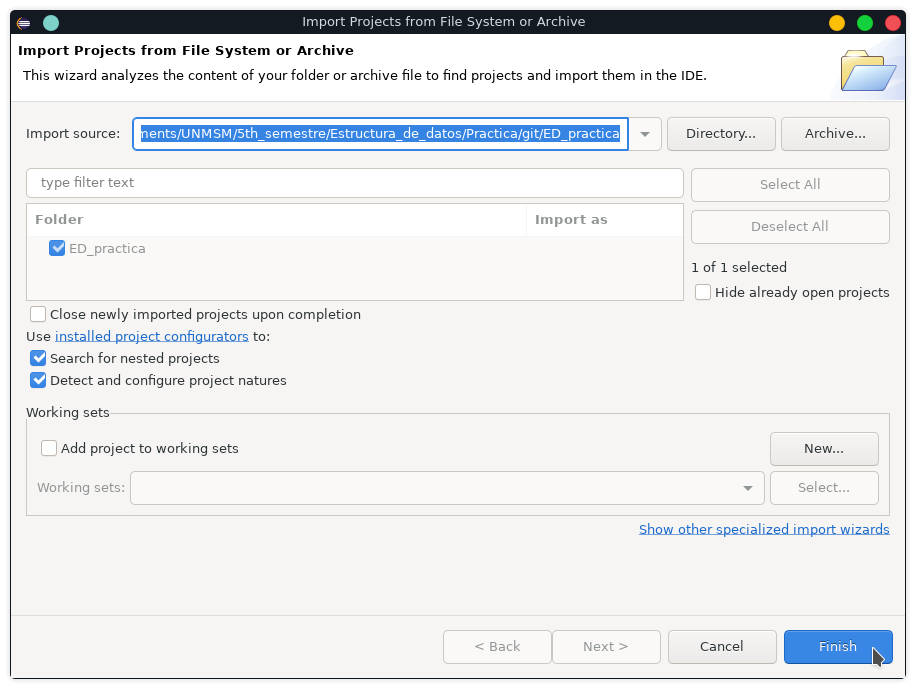 Import Projects from File System or Archive
Import Projects from File System or Archive
This wizard analyzes the content of your folder or archive file to find projects and import them in the IDE.
Import source: ments/UNMSM/5th_semestre/Estructura_de_datos/Practica/git/ED_practica Directory... Archive...
type filter text Select All
Folder Import as Deselect All
ED_practica
1 of 1 selected
Hide already open projects
Close newly imported projects upon completion
Use installed project configurators to:
Search for nested projects
Detect and configure project natures
Working sets
Add project to working sets New...
Working sets: Select...
Show other specialized import wizards
< Back Next > Cancel Finish